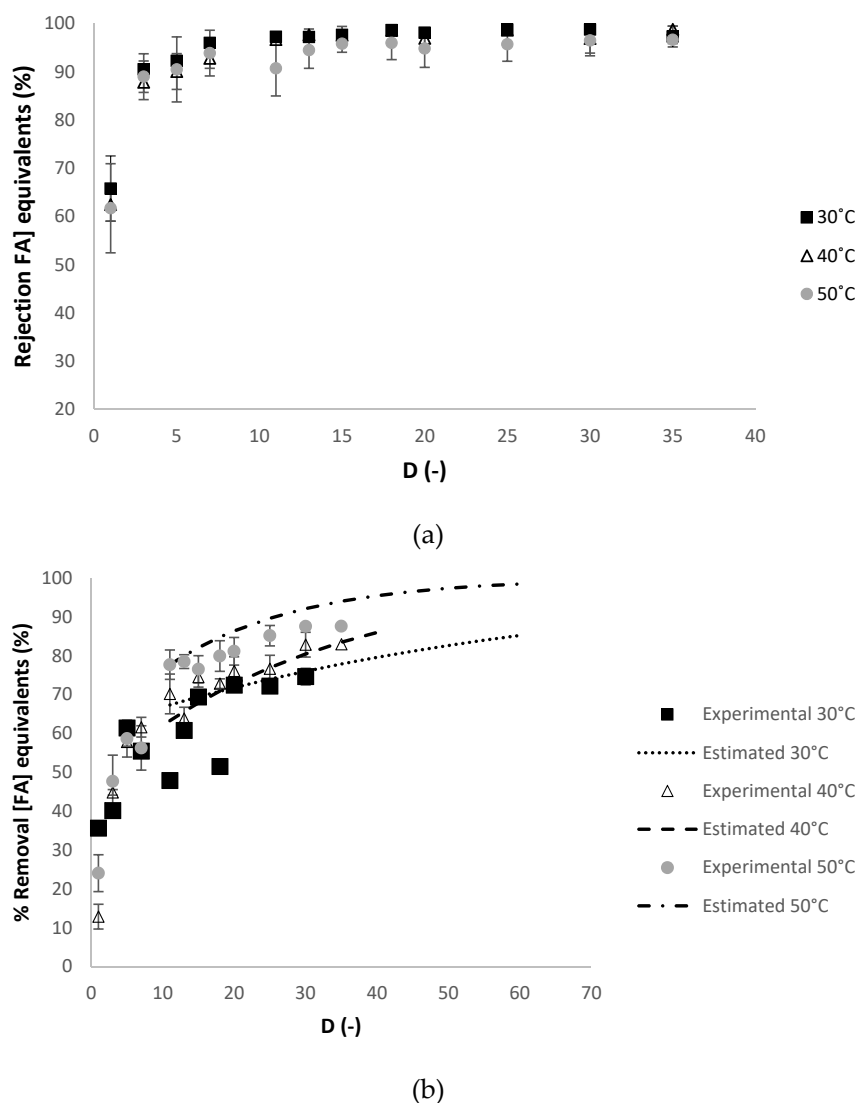 Rejection FA] equivalents (%)
100
90
80
70
60
50
40
30
20
0
5
10
15
20
25
30
35
40
D (-)
30˚C
40˚C
50˚C
(a)
% Removal [FA] equivalents (%)
100
90
80
70
60
50
40
30
20
10
0
0
10
20
30
40
50
60
70
D (-)
Experimental 30°C
Estimated 30°C
Experimental 40°C
Estimated 40°C
Experimental 50°C
Estimated 50°C
(b)